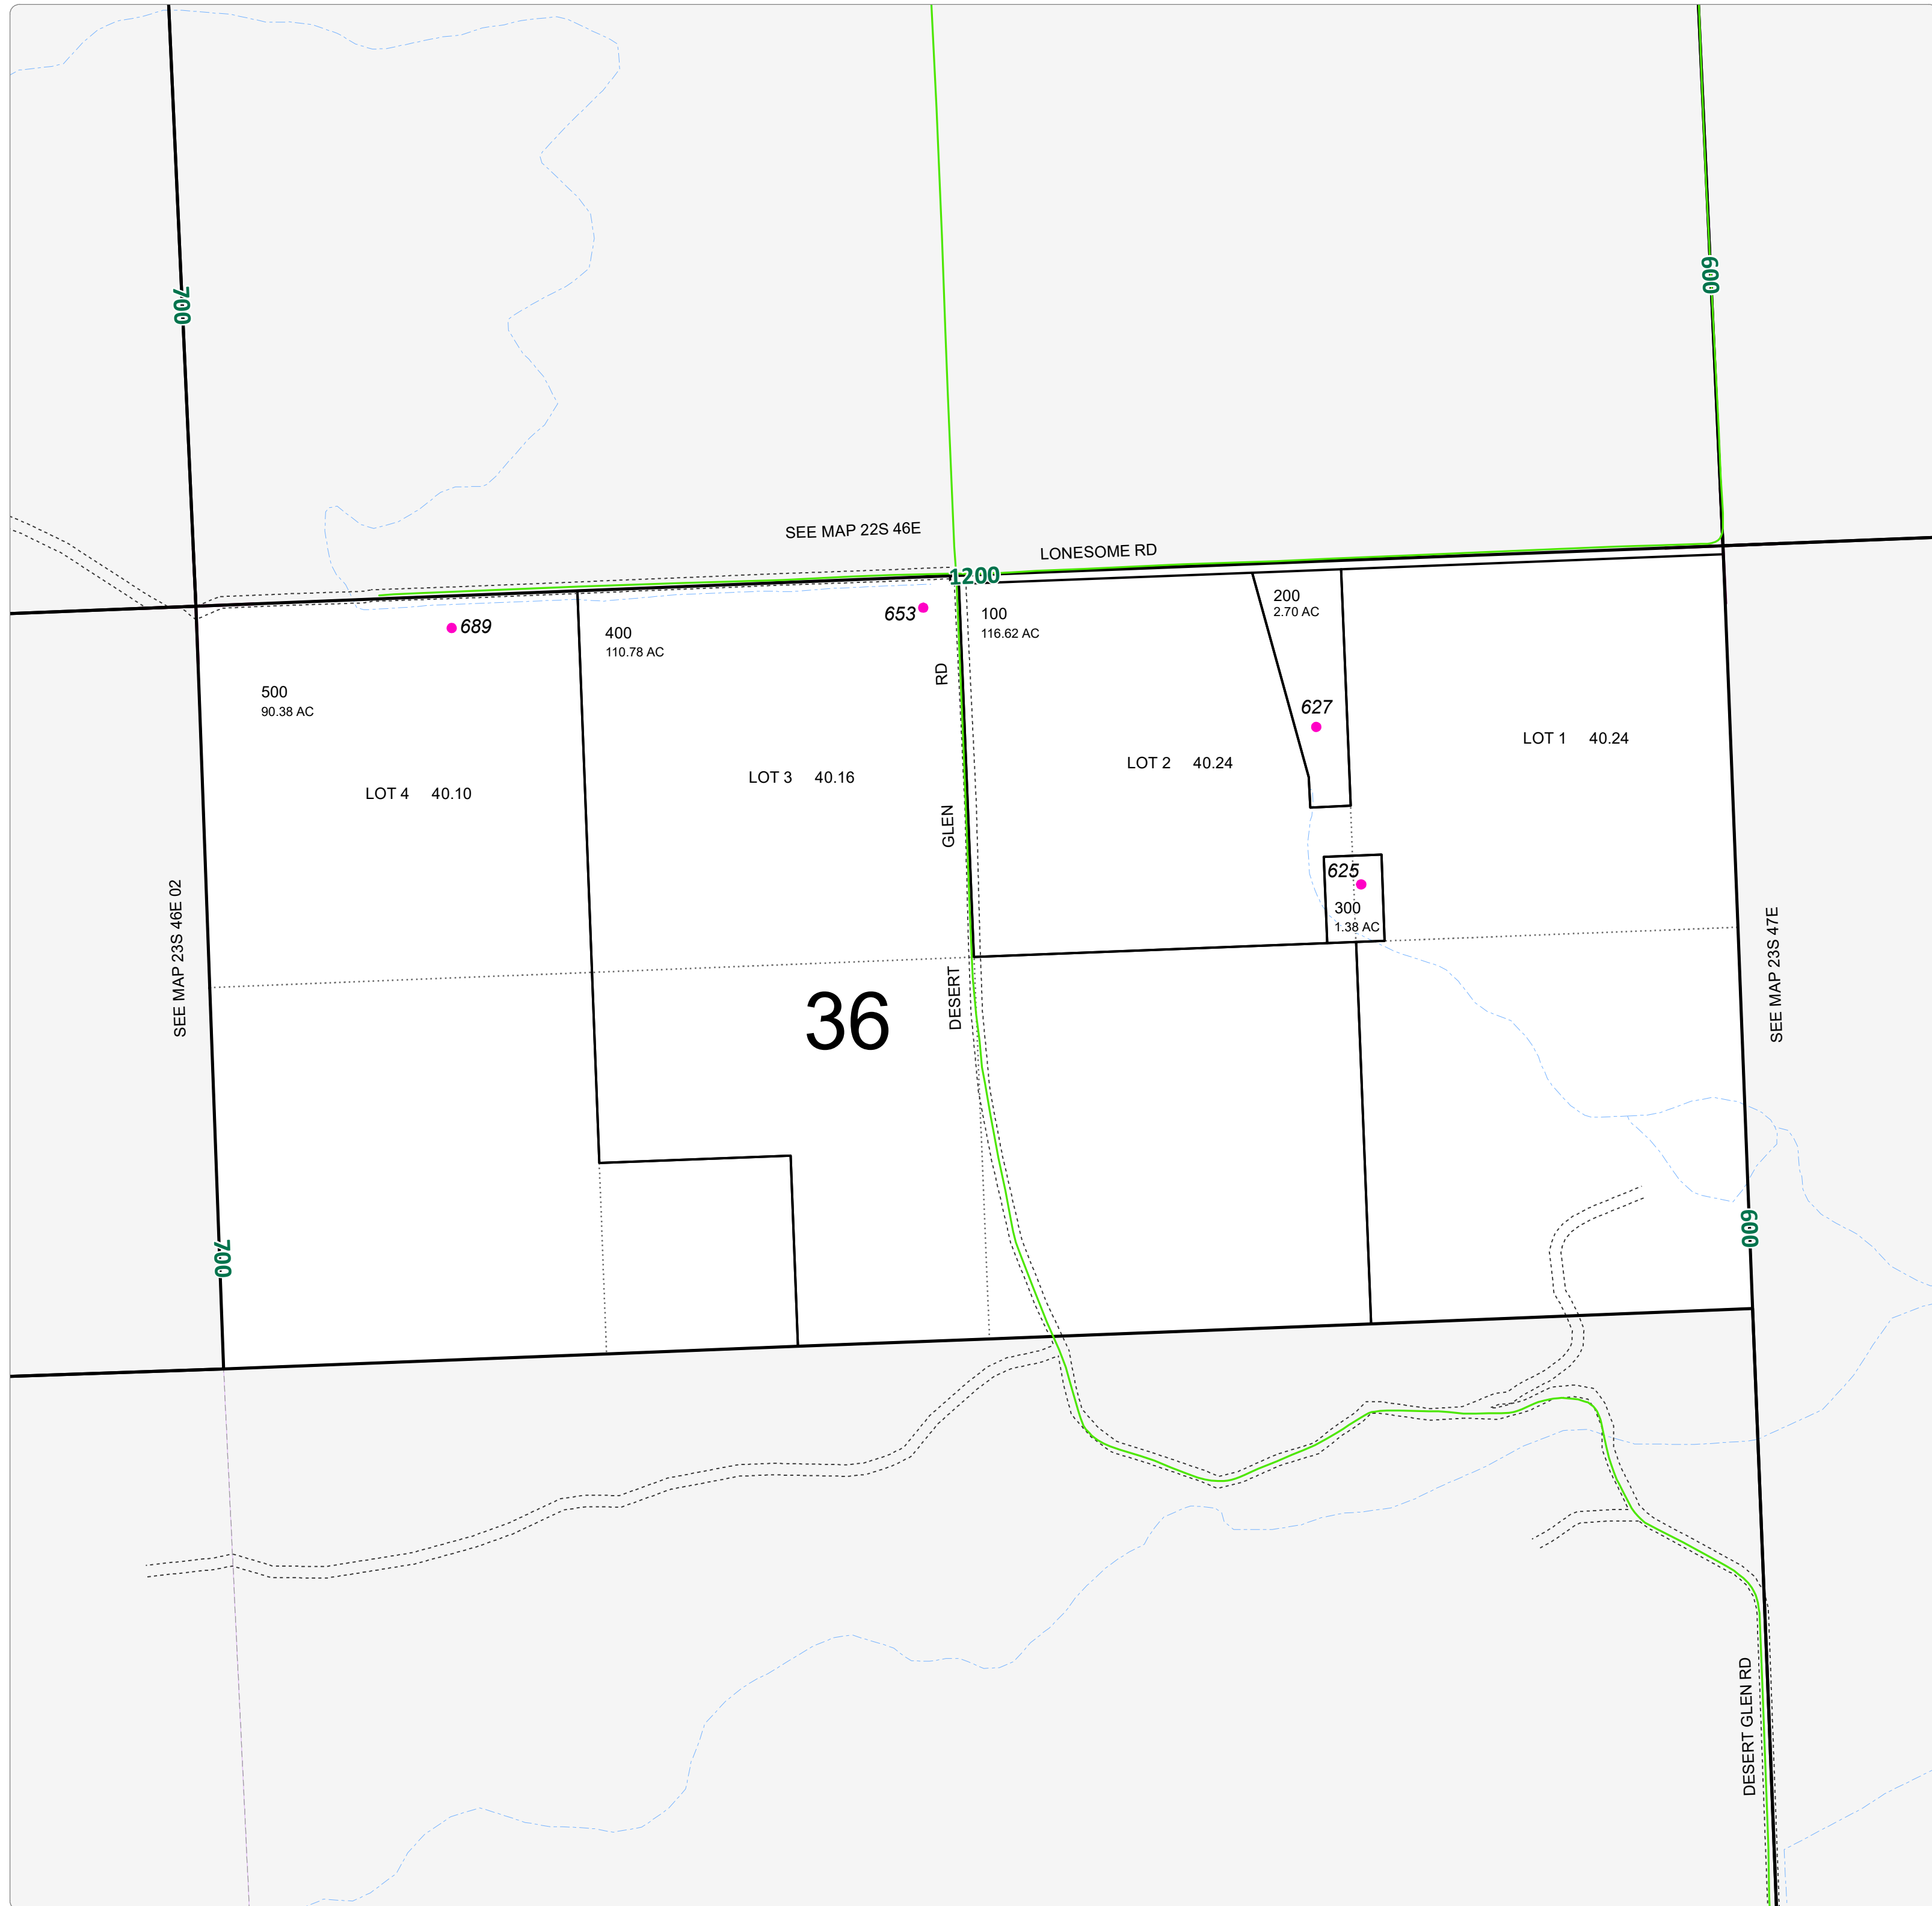 700
600
SEE MAP 22S 46E
LONESOME RD
1200
689
653
100
116.62 AC
200
2.70 AC
400
110.78 AC
500
90.38 AC
627
LOT 4 40.10
LOT 3 40.16
LOT 2 40.24
LOT 1 40.24
625
300
1.38 AC
DESERT GLEN RD
36
SEE MAP 23S 46E 02
SEE MAP 23S 47E
700
600
DESERT GLEN RD